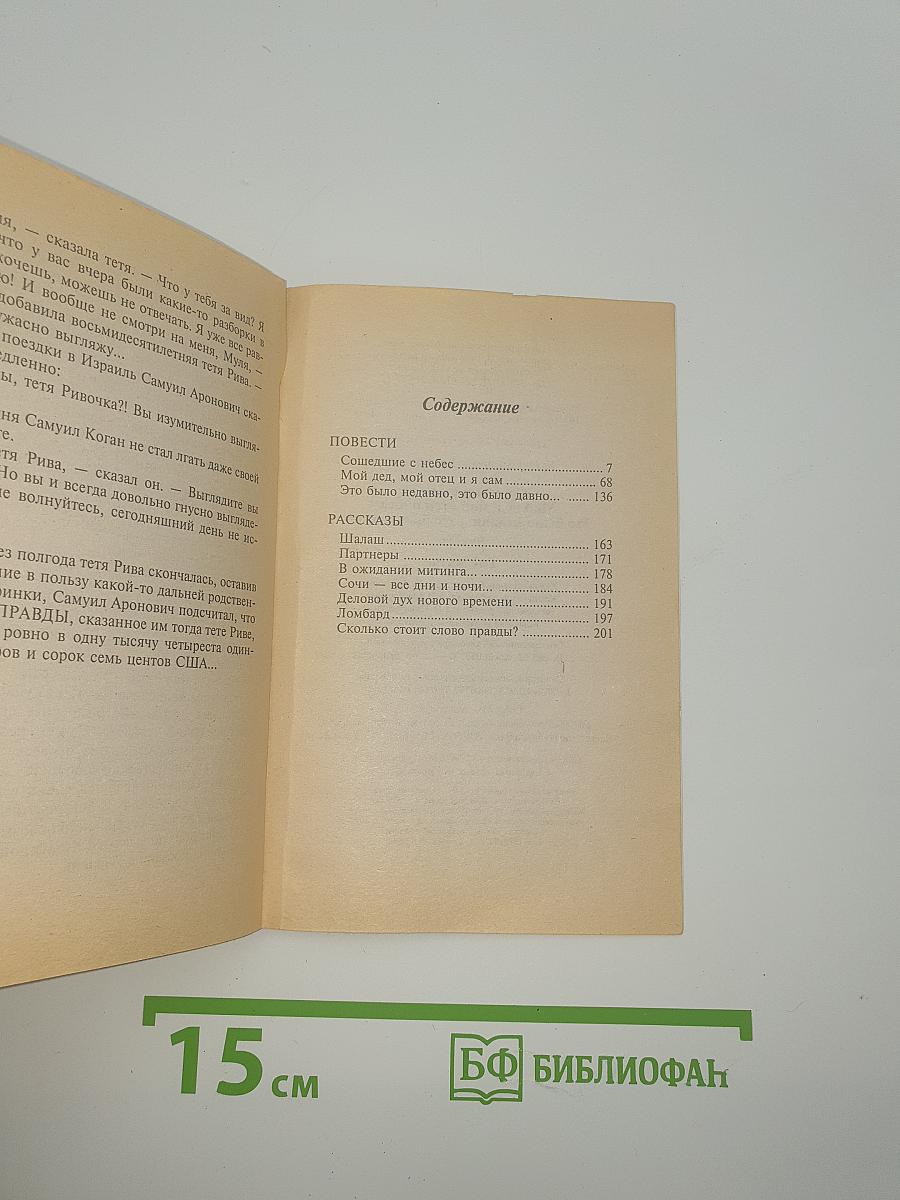 — сказала тетя. — Что у тебя за вид? Я
что у вас вчера были какие-то разборки в
хочешь, можешь не отвечать. Я уже все рав-
И вообще не смотри на меня, Муля, —
добавила восьмидесятилетняя тетя Рива. —
ужасно выгляжу...
поездки в Израиль Самуил Аронович ска-
тетя Ривочка?! Вы изумительно выгля-
Самуил Коган не стал лгать даже своей
Рива, — сказал он. — Выглядите вы
Но вы и всегда довольно гнусно выгляде-
волнуйтесь, сегодняшний день не ис-
полгода тетя Рива скончалась, оставив
в пользу какой-то дальней родствен-
Самуил Аронович подсчитал, что
ПРАВДЫ, сказанное им тогда тете Риве,
ровно в одну тысячу четыреста один-
и сорок семь центов США...
Содержание
ПОВЕСТИ
Сошедшие с небес ........ 7
Мой дед, мой отец и я сам ........ 68
Это было недавно, это было давно... ........ 136
РАССКАЗЫ
Шалаш ........ 163
Партнеры ........ 171
В ожидании митинга... ........ 178
Сочи — все дни и ночи... ........ 184
Деловой дух нового времени ........ 191
Ломбард ........ 197
Сколько стоит слово правды? ........ 201
15 см
БФ БИБЛИОФАН